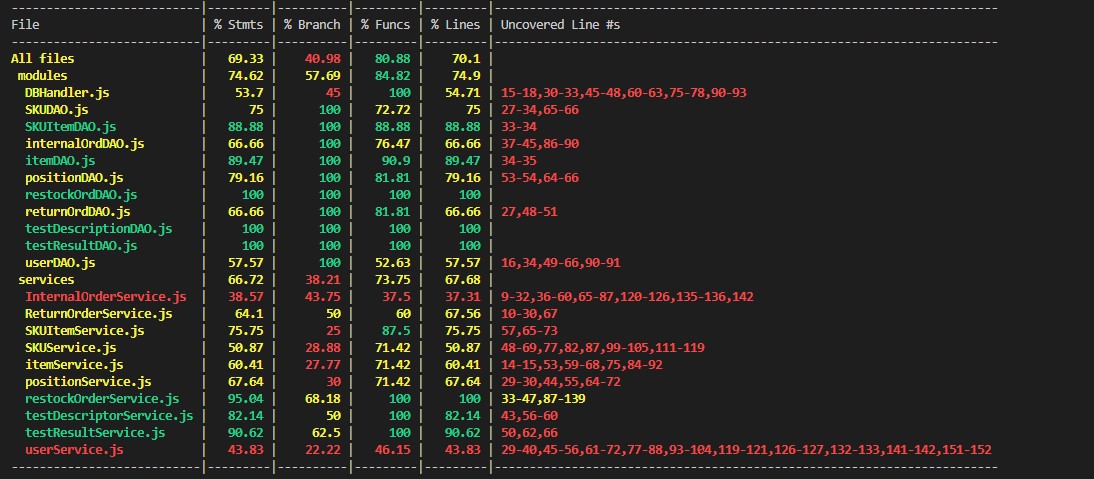 --------------------------|---------|----------|---------|---------|-------------------------------------------------------------------
File | % Stmts | % Branch | % Funcs | % Lines | Uncovered Line #s
--------------------------|---------|----------|---------|---------|-------------------------------------------------------------------
All files | 69.33 | 40.98 | 80.88 | 70.1 |
modules | 74.62 | 57.69 | 84.82 | 74.9 |
DBHandler.js | 53.7 | 45 | 100 | 54.71 | 15-18,30-33,45-48,60-63,75-78,90-93
SKUDAO.js | 75 | 100 | 72.72 | 75 | 27-34,65-66
SKUItemDAO.js | 88.88 | 100 | 88.88 | 88.88 | 33-34
internalOrdDAO.js | 66.66 | 100 | 76.47 | 66.66 | 37-45,86-90
itemDAO.js | 89.47 | 100 | 90.9 | 89.47 | 34-35
positionDAO.js | 79.16 | 100 | 81.81 | 79.16 | 53-54,64-66
restockOrdDAO.js | 100 | 100 | 100 | 100 |
returnOrdDAO.js | 66.66 | 100 | 81.81 | 66.66 | 27,48-51
testDescriptionDAO.js | 100 | 100 | 100 | 100 |
testResultDAO.js | 100 | 100 | 100 | 100 |
userDAO.js | 57.57 | 100 | 52.63 | 57.57 | 16,34,49-66,90-91
services | 66.72 | 38.21 | 73.75 | 67.68 |
InternalOrderService.js | 38.57 | 43.75 | 37.5 | 37.31 | 9-32,36-60,65-87,120-126,135-136,142
ReturnOrderService.js | 64.1 | 50 | 60 | 67.56 | 10-30,67
SKUItemService.js | 75.75 | 25 | 87.5 | 75.75 | 57,65-73
SKUService.js | 50.87 | 28.88 | 71.42 | 50.87 | 48-69,77,82,87,99-105,111-119
itemService.js | 60.41 | 27.77 | 71.42 | 60.41 | 14-15,53,59-68,75,84-92
positionService.js | 67.64 | 30 | 71.42 | 67.64 | 29-30,44,55,64-72
restockOrderService.js | 95.04 | 68.18 | 100 | 100 | 33-47,87-139
testDescriptorService.js | 82.14 | 50 | 100 | 82.14 | 43,56-60
testResultService.js | 90.62 | 62.5 | 100 | 90.62 | 50,62,66
userService.js | 43.83 | 22.22 | 46.15 | 43.83 | 29-40,45-56,61-72,77-88,93-104,119-121,126-127,132-133,141-142,151-152
--------------------------|---------|----------|---------|---------|-------------------------------------------------------------------